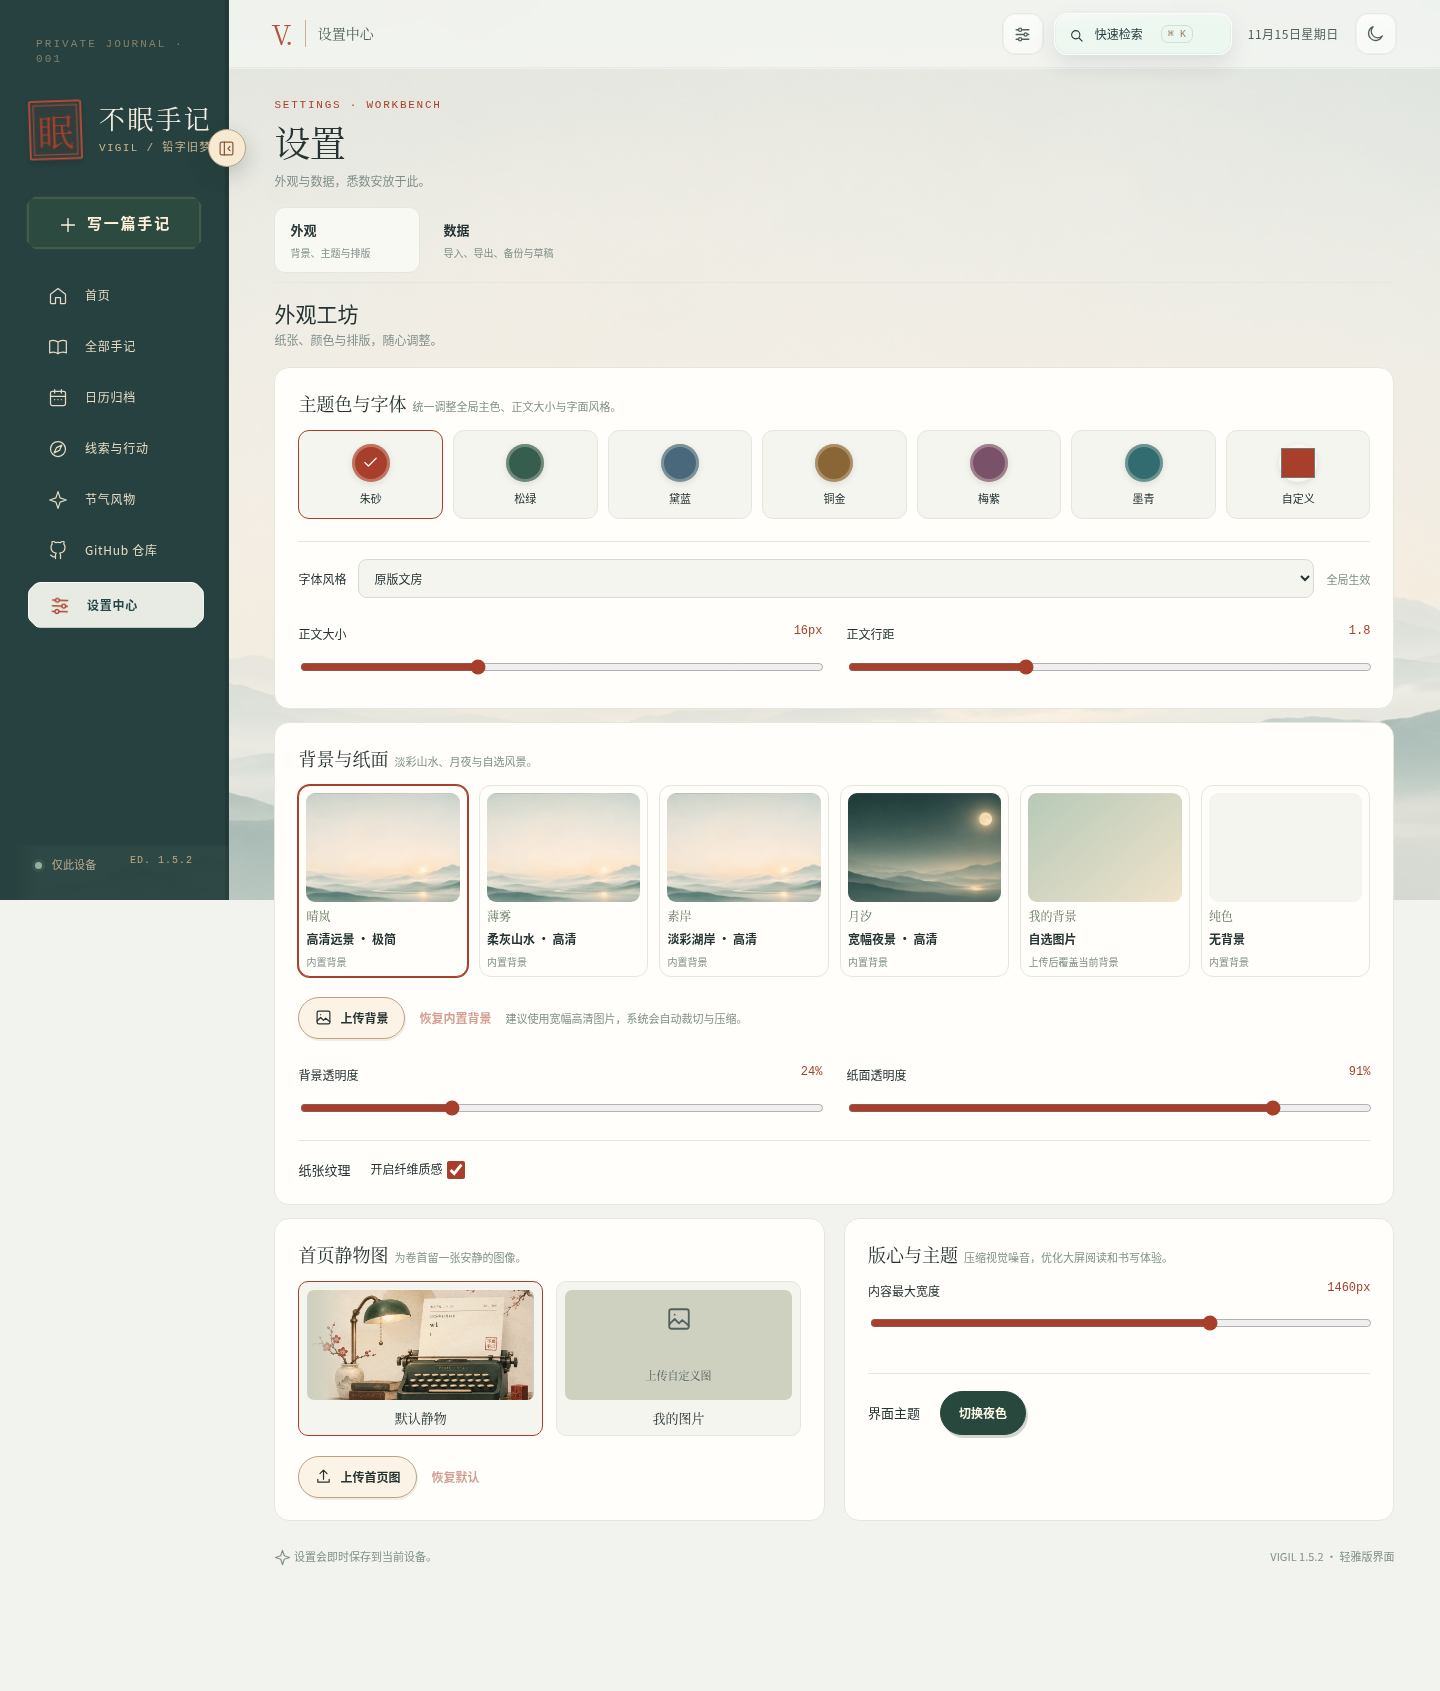 PRIVATE JOURNAL ·
001
眠
不眠手记
VIGIL / 铅字旧梦
写一篇手记
首页
全部手记
日历归档
线索与行动
节气风物
GitHub 仓库
设置中心
仅此设备
ED. 1.5.2
V.
设置中心
快速检索
⌘ K
11月15日星期日
SETTINGS · WORKBENCH
设置
外观与数据，悉数安放于此。
外观
背景、主题与排版
数据
导入、导出、备份与草稿
外观工坊
纸张、颜色与排版，随心调整。
主题色与字体 统一调整全局主色、正文大小与字面风格。
朱砂
松绿
黛蓝
铜金
梅紫
墨青
自定义
字体风格
原版文房
全局生效
正文大小
16px
正文行距
1.8
背景与纸面 淡彩山水、月夜与自选风景。
晴岚
高清远景 · 极简
内置背景
薄雾
柔灰山水 · 高清
内置背景
素岸
淡彩湖岸 · 高清
内置背景
月汐
宽幅夜景 · 高清
内置背景
我的背景
自选图片
上传后覆盖当前背景
纯色
无背景
内置背景
上传背景
恢复内置背景
建议使用宽幅高清图片，系统会自动裁切与压缩。
背景透明度
24%
纸面透明度
91%
纸张纹理
开启纤维质感
首页静物图 为卷首留一张安静的图像。
默认静物
上传自定义图
我的图片
上传首页图
恢复默认
版心与主题 压缩视觉噪音，优化大屏阅读和书写体验。
内容最大宽度
1460px
界面主题
切换夜色
设置会即时保存到当前设备。
VIGIL 1.5.2 · 轻雅版界面